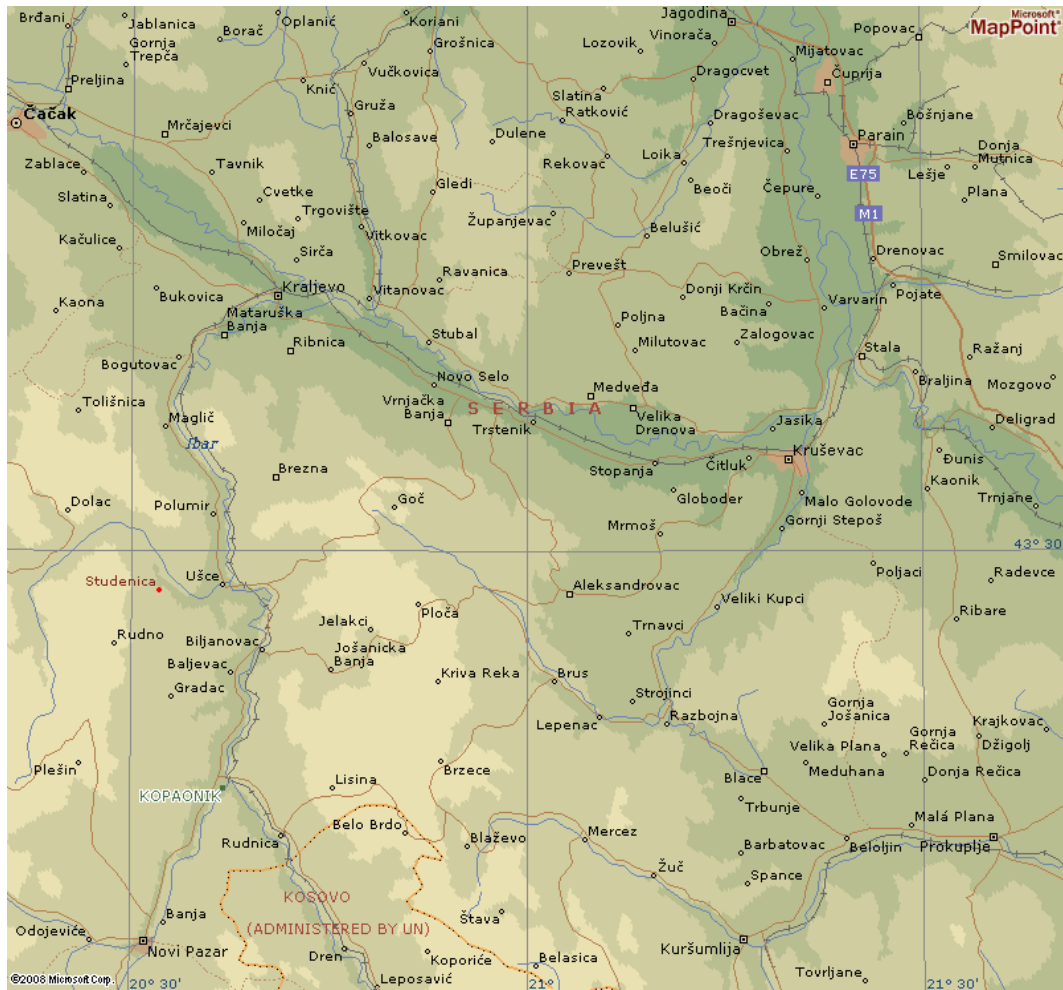 Brđani
Jablanica
Gornja
Trepča
Borač
Oplanić
Koriani
Grošnica
Lozovik
Jagodina
Vinorača
Mijatovac
Popovac
Microsoft®
MapPoint®
Preljina
Knić
Vučkovica
Dragocvet
Ćuprija
Čačak
Mrčajevci
Gruža
Balosave
Slatina
Ratković
Dulene
Dragoševac
Bošnjane
Parain
Donja
Mutnica
Zablace
Tavnik
Rekovac
Loika
Trešnjevica
E75
Lešje
Slatina
Cvetke
Gledi
Beoči
Čepure
Plana
Trgovište
Županjevac
M1
Miločaj
Vitkovac
Belušić
Kačulice
Sirča
Obrež
Drenovac
Smilovac
Ravanica
Prevešt
Kaona
Bukovica
Kraljevo
Vitanovac
Donji Krčin
Bačina
Varvarin
Pojate
Mataruška
Banja
Ribnica
Stubal
Poljna
Milutovac
Zalogovac
Stala
Ražanj
Bogutovac
Novo Selo
Medveđa
Braljina
Mozgovo
Tolišnica
Vrnjačka
Banja
SERBIA
Maglič
Trstenik
Velika
Drenova
Jasika
Deligrad
Ibar
Kruševac
Brezna
Stopanja
Čitluk
Đunis
Kaonik
Dolac
Polumir
Goč
Globoder
Malo Golovode
Trnjane
Mrmoš
Gornji Stepoš
43° 30'
Studenica
Ušce
Aleksandrovac
Poljaci
Radevce
Ploča
Veliki Kupci
Rudno
Jelakci
Trnavci
Ribare
Biljanovac
Jošanicka
Banja
Baljevac
Gradac
Kriva Reka
Brus
Strojinci
Gornja
Jošanica
Lepenac
Razbojna
Krajkovac
Gornja
Rečica
Džigolj
Velika Plana
Plešin
Lisina
Brzece
Blace
Meduhana
Donja Rečica
KOPAONIK
Trbunje
Malá Plana
Rudnica
Belo Brdo
Blaževo
Mercez
Barbatovac
Beloljin
Prokuplje
Žuč
Spance
KOSOVO
(ADMINISTERED BY UN)
Banja
Štava
Odojeviće
Novi Pazar
Dren
Koporiće
Belasica
Kuršumlija
Leposavić
Tovrljane
©2008 Microsoft Corp.
20° 30'
21°
21° 30'